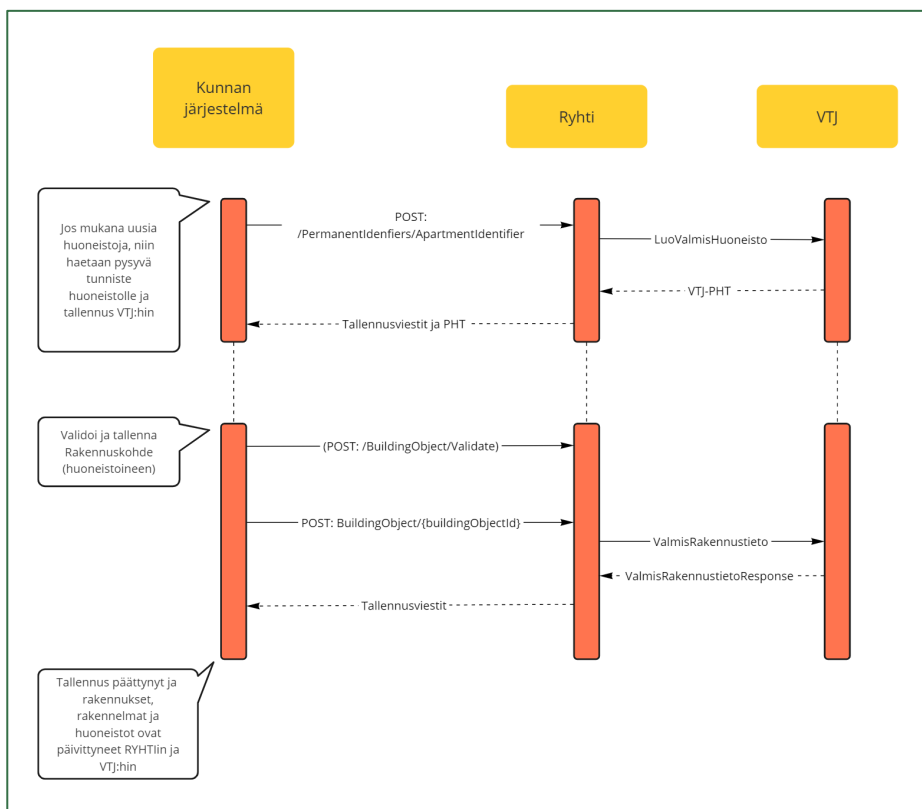 Kunnan
järjestelmä
Ryhti
VTJ
Jos mukana uusia
huoneistoja, niin
haetaan pysyvä
tunniste
huoneistolle ja
tallennus VTJ:hin
POST:
/PermanentIdenfiers/ApartmentIdentifier
LuoValmisHuoneisto
VTJ-PHT
Tallennusviestit ja PHT
Validoi ja tallenna
Rakennuskohde
(huoneistoineen)
(POST: /BuildingObject/Validate)
POST: BuildingObject/{buildingObjectId}
ValmisRakennustieto
ValmisRakennustietoResponse
Tallennusviestit
Tallennus päättynyt ja
rakennukset,
rakennelmat ja
huoneistot ovat
päivittyneet RYHTIin ja
VTJ:hin